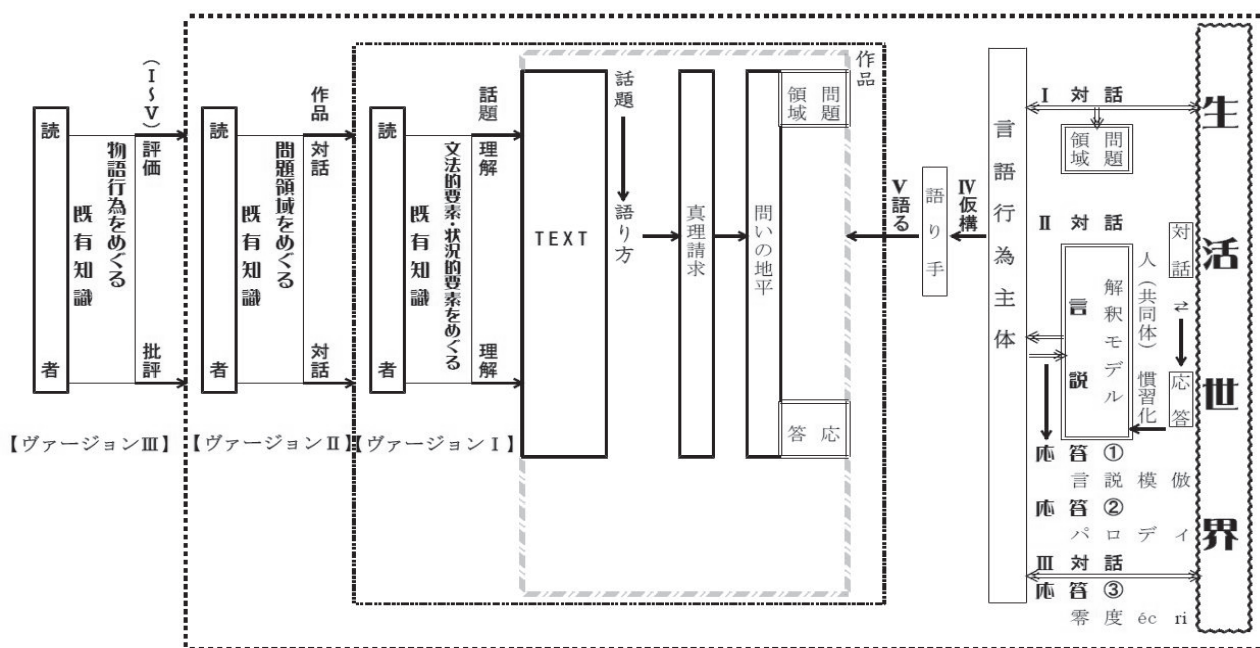 生活世界
Ⅰ 対話
問題
領域
Ⅱ 対話
対話
⇄
応答
人(共同体) 慣習化
解釈モデル
言説
応答①
言説模倣
応答②
パロディ
Ⅲ 対話
応答③
零度 écri
言語行為主体
Ⅳ仮構
語り手
Ⅴ語る
作品
問題
領域
応
答
問いの地平
真理請求
話題
語り方
TEXT
話題
理解
文法的要素・状況的要素をめぐる
理解
既有知識
読者
【ヴァージョンⅠ】
作品
対話
問題領域をめぐる
対話
既有知識
読者
【ヴァージョンⅡ】
(Ⅰ~Ⅴ)
評価
物語行為をめぐる
批評
既有知識
読者
【ヴァージョンⅢ】